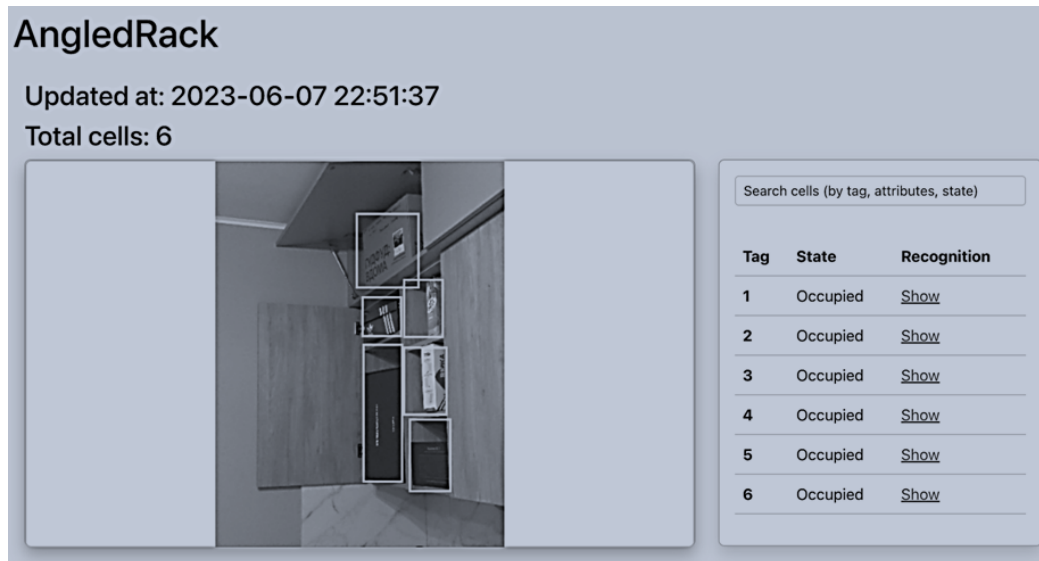 AngledRack
Updated at: 2023-06-07 22:51:37
Total cells: 6
Search cells (by tag, attributes, state)
Tag State Recognition
1 Occupied Show
2 Occupied Show
3 Occupied Show
4 Occupied Show
5 Occupied Show
6 Occupied Show